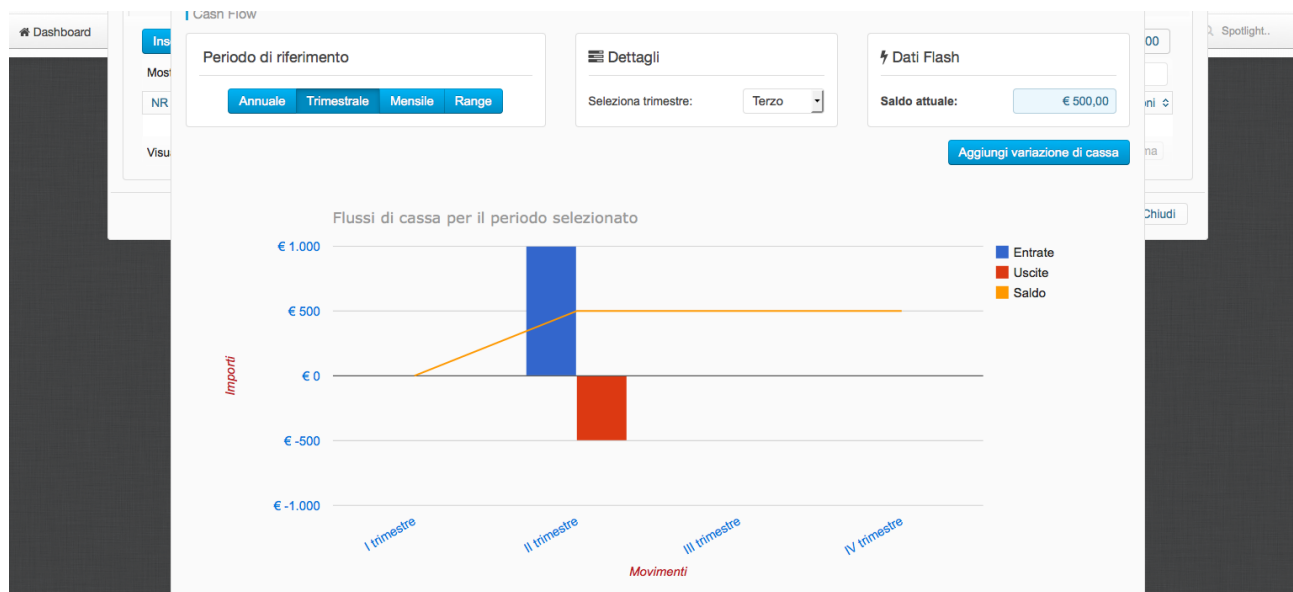 Cash Flow
Dashboard
Spotlight..
Periodo di riferimento
Dettagli
Dati Flash
Annuale Trimestrale Mensile Range
Seleziona trimestre: Terzo
Saldo attuale: € 500,00
NR
Aggiungi variazione di cassa
Chiudi
Flussi di cassa per il periodo selezionato
€ 1.000
€ 500
€ 0
€ -500
€ -1.000
Importi
Entrate
Uscite
Saldo
I trimestre
II trimestre
III trimestre
IV trimestre
Movimenti